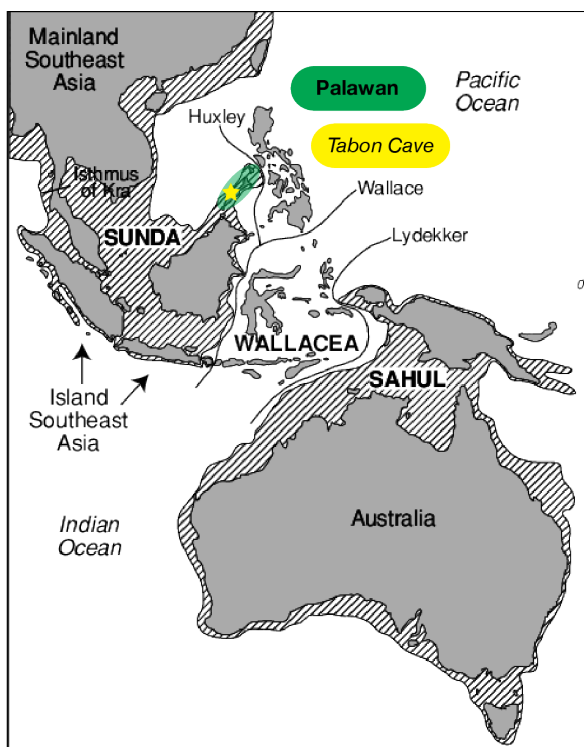 Mainland
Southeast
Asia
Palawan
Pacific
Ocean
Huxley
Tabon Cave
Isthmus
of Kra
Wallace
SUNDA
Lydekker
0
WALLACEA
SAHUL
Island
Southeast
Asia
Indian
Ocean
Australia